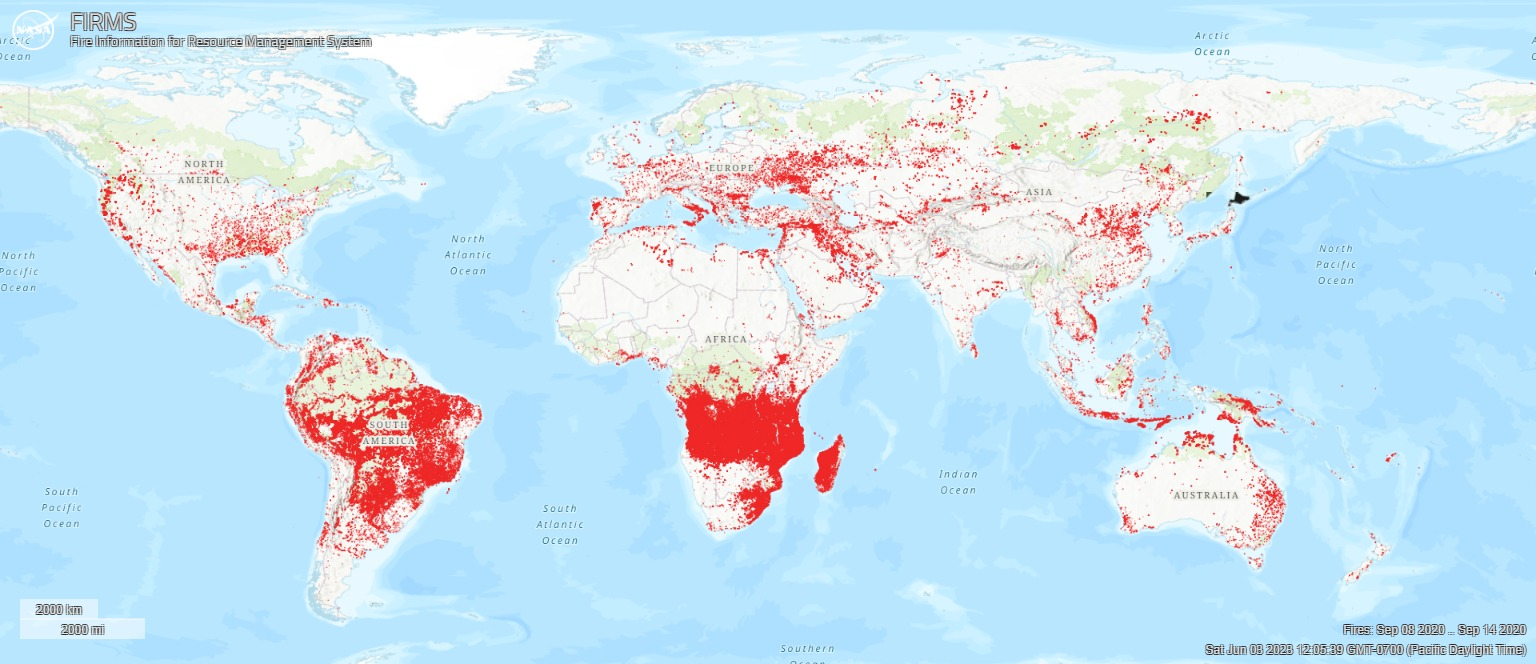 NASA
FIRMS
Fire Information for Resource Management System
Arctic
Ocean
Arctic
Ocean
NORTH
AMERICA
EUROPE
ASIA
North
Pacific
Ocean
North
Atlantic
Ocean
North
Pacific
Ocean
AFRICA
SOUTH
AMERICA
Indian
Ocean
AUSTRALIA
South
Pacific
Ocean
South
Atlantic
Ocean
2000 km
2000 mi
Fires: Sep 08 2020 .. Sep 14 2020
Sat Jun 03 2023 12:05:39 GMT-0700 (Pacific Daylight Time)
Southern
Ocean